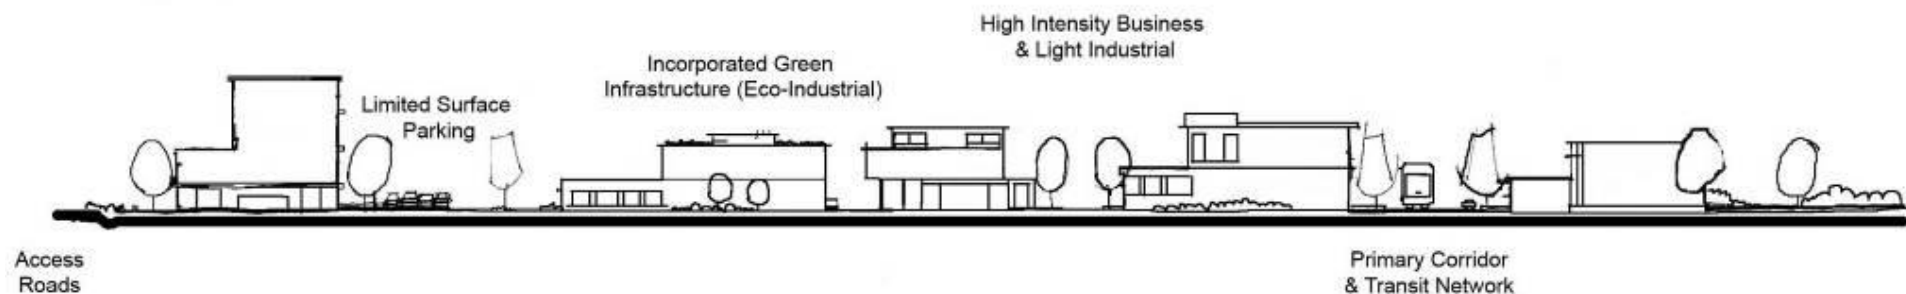 High Intensity Business
& Light Industrial
Incorporated Green
Infrastructure (Eco-Industrial)
Limited Surface
Parking
Access
Roads
Primary Corridor
& Transit Network